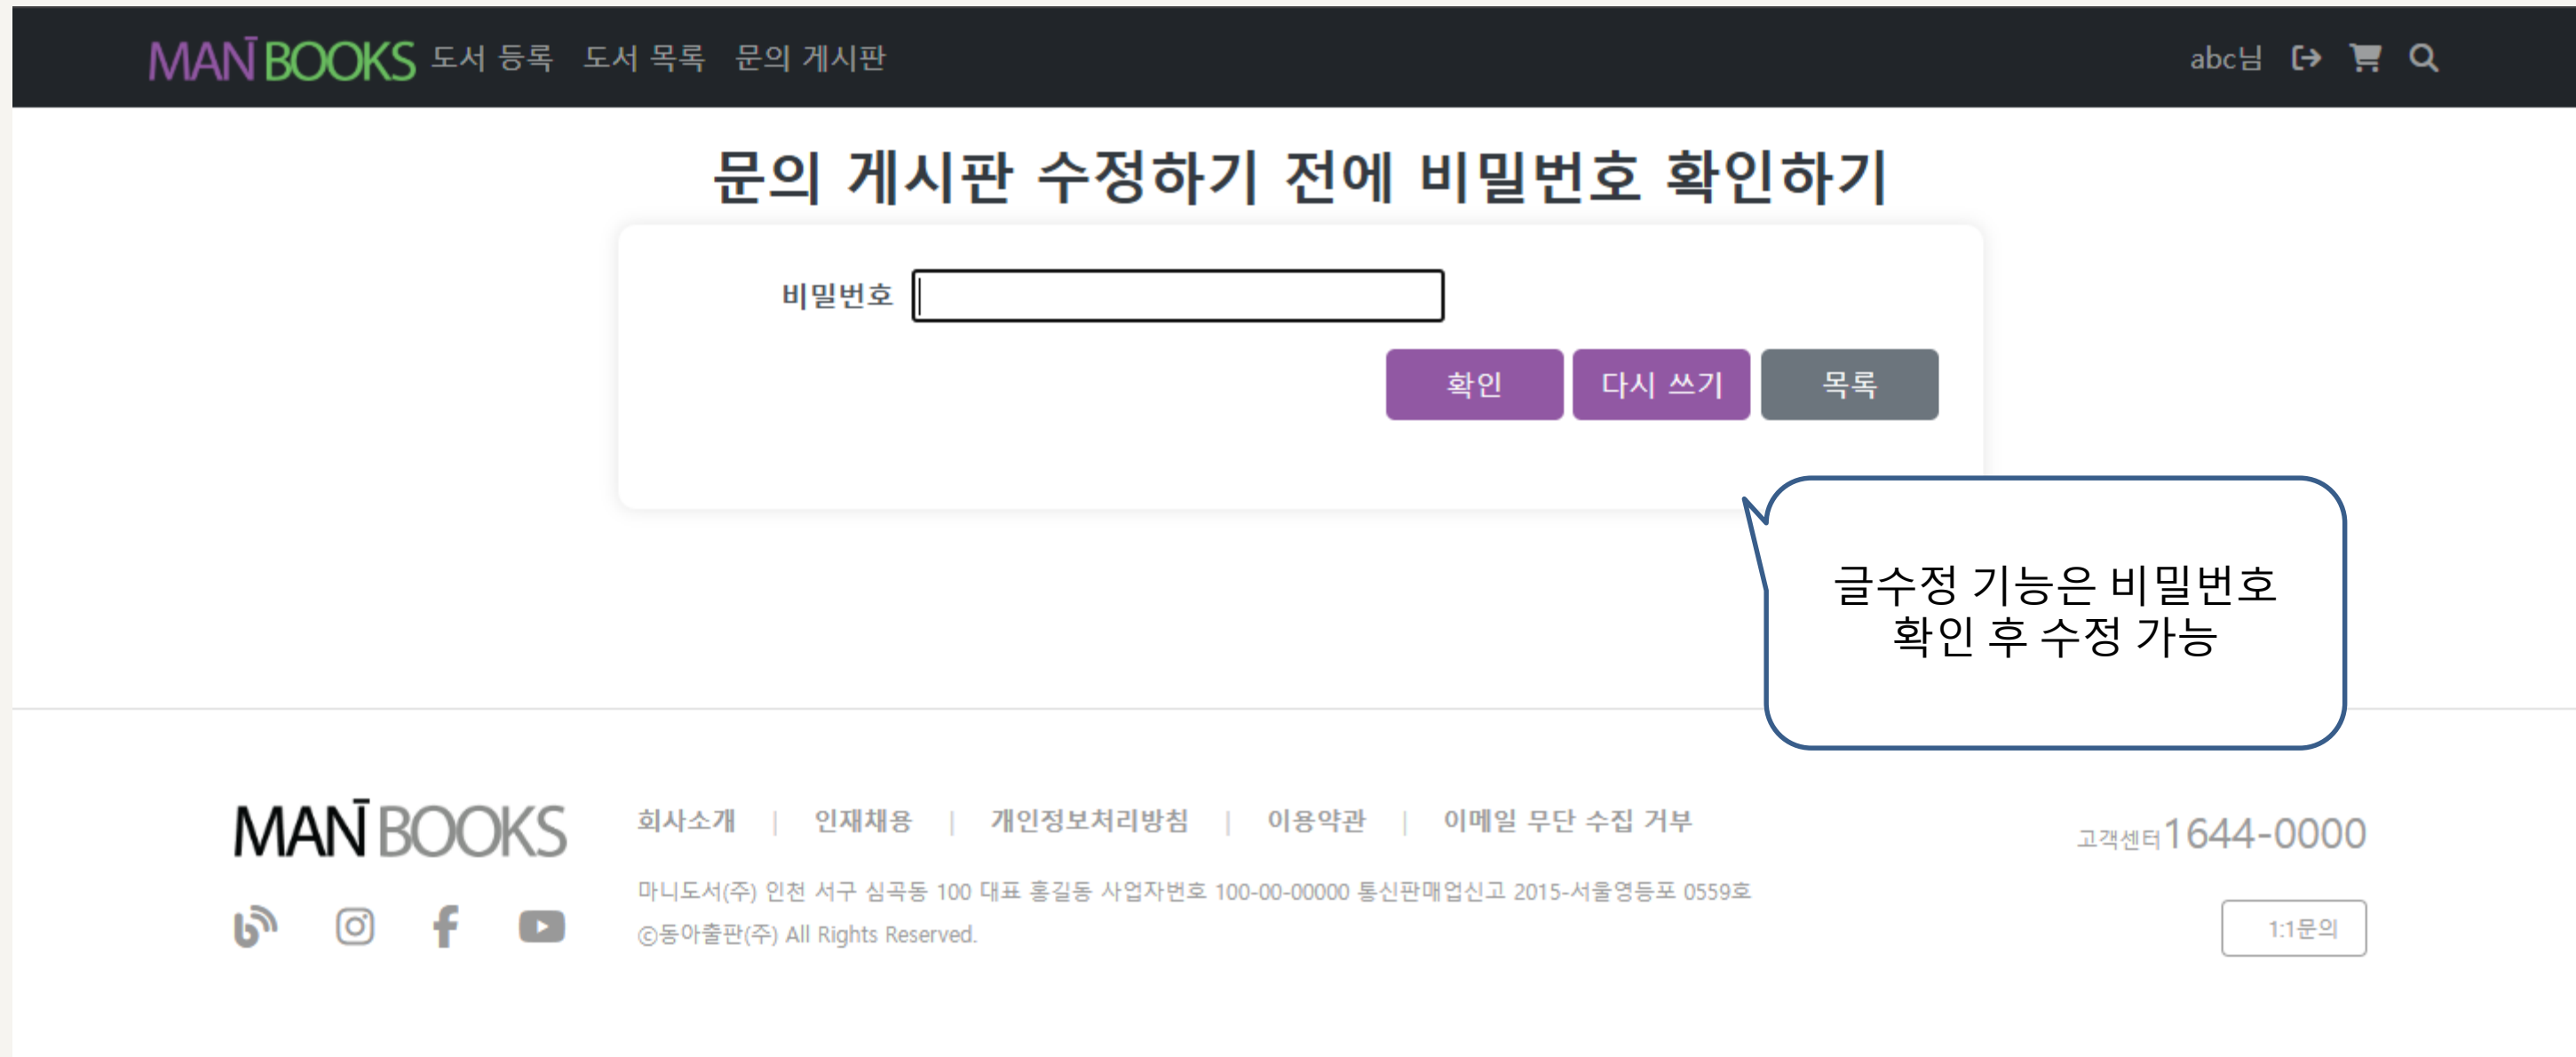 MANĪ BOOKS 도서 등록 도서 목록 문의 게시판 abc님
문의 게시판 수정하기 전에 비밀번호 확인하기
비밀번호
확인 다시 쓰기 목록
글수정 기능은 비밀번호
확인 후 수정 가능
MANĪ BOOKS
회사소개 | 인재채용 | 개인정보처리방침 | 이용약관 | 이메일 무단 수집 거부
고객센터1644-0000
마니도서(주) 인천 서구 심곡동 100 대표 홍길동 사업자번호 100-00-00000 통신판매업신고 2015-서울영등포 0559호
©동아출판(주) All Rights Reserved.
1:1문의